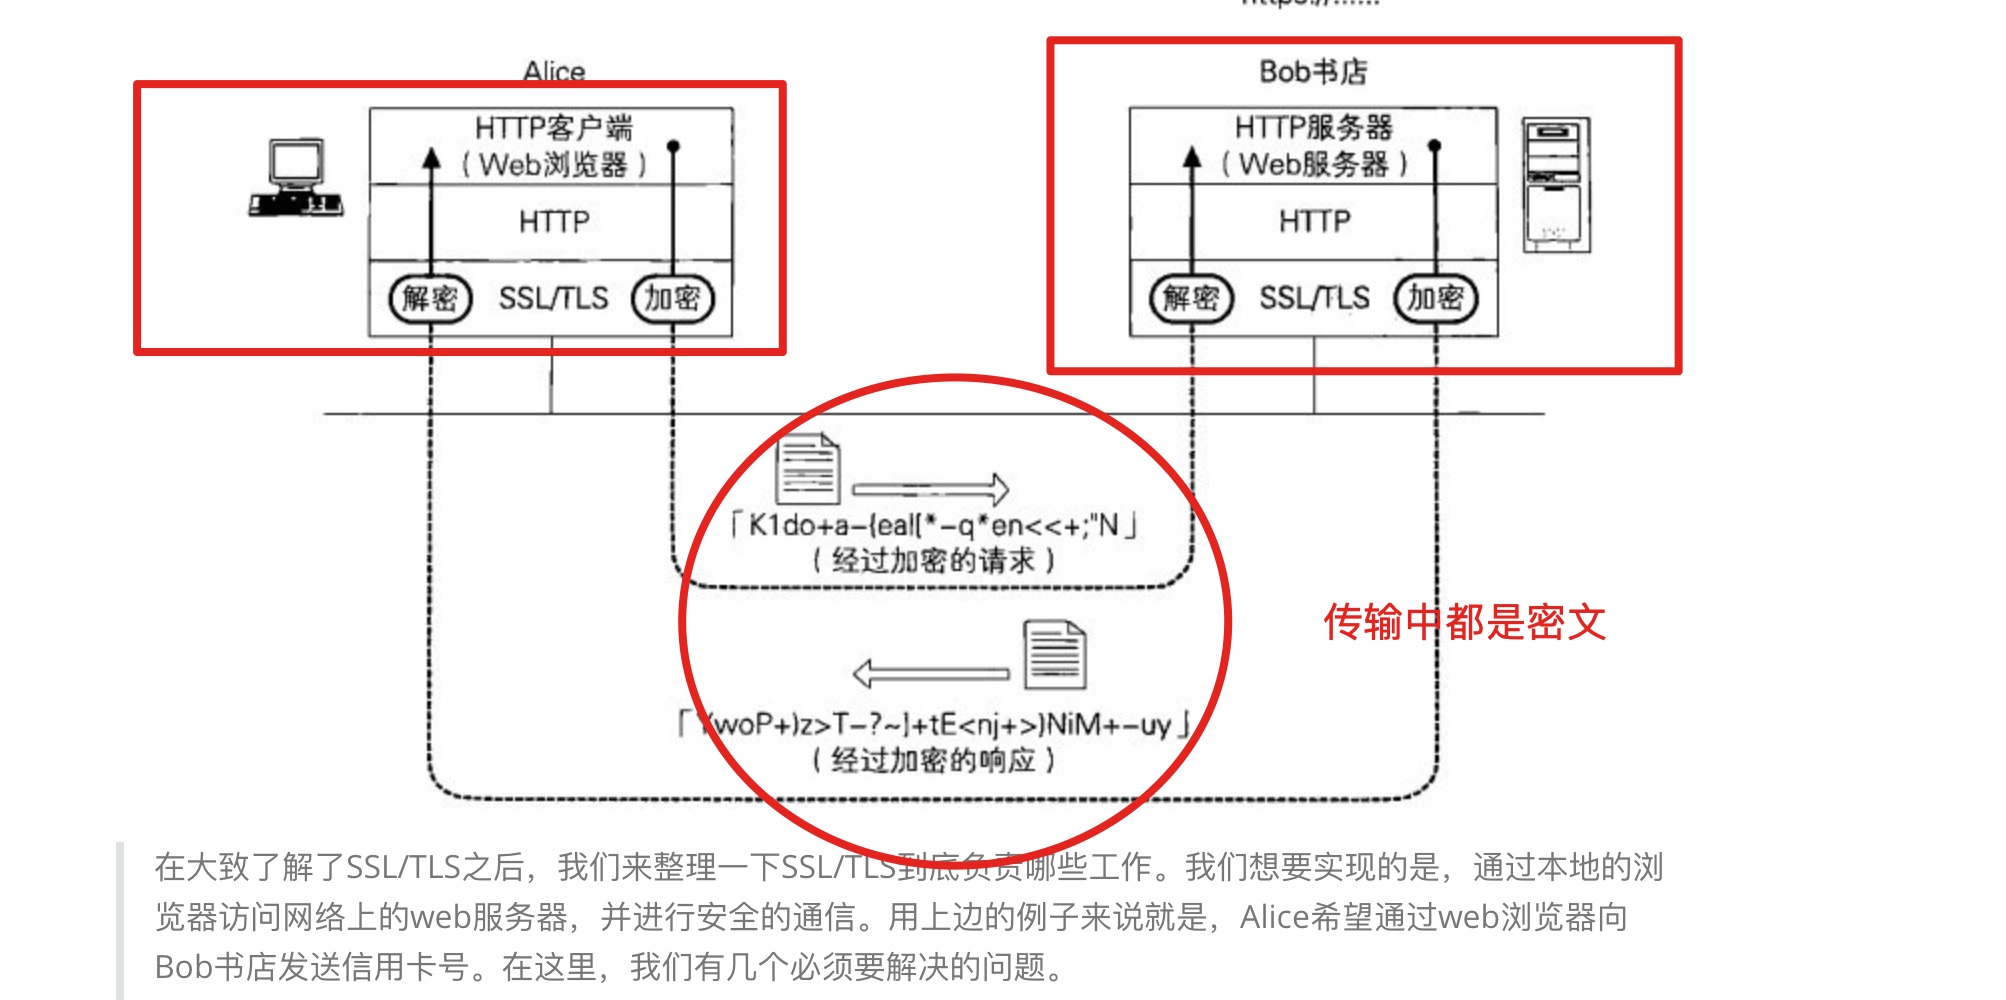 https://......
Alice
Bob书店
HTTP客户端
（Web浏览器）
HTTP
解密 SSL/TLS 加密
HTTP服务器
（Web服务器）
HTTP
解密 SSL/TLS 加密
「K1do+a-{eal[*-q*en<<+;"N」
（经过加密的请求）
传输中都是密文
woP+)z>T-?~]+tE<nj+>)NiM+-uy」
（经过加密的响应）
在大致了解了SSL/TLS之后，我们来整理一下SSL/TLS到底负责哪些工作。我们想要实现的是，通过本地的浏
览器访问网络上的web服务器，并进行安全的通信。用上边的例子来说就是，Alice希望通过web浏览器向
Bob书店发送信用卡号。在这里，我们有几个必须要解决的问题。